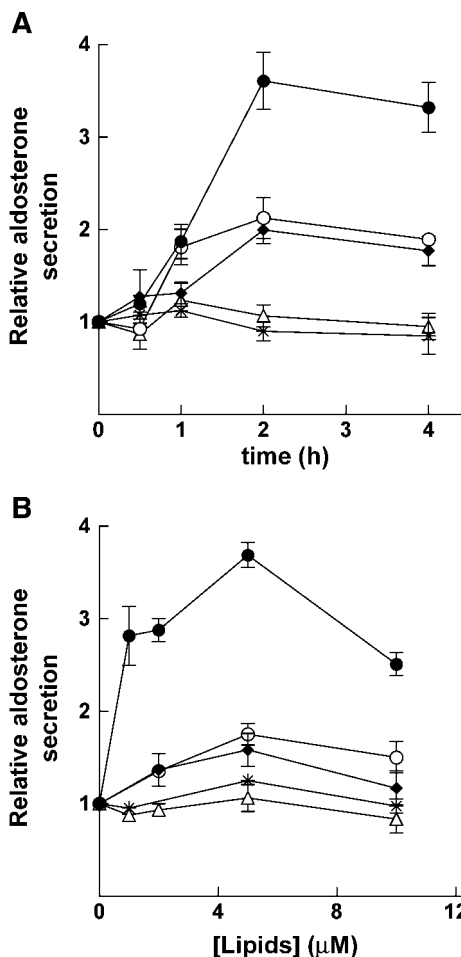 A
4
3
2
1
Relative aldosterone
secretion
0
1
2
3
4
time (h)
B
4
3
2
1
Relative aldosterone
secretion
0
4
8
12
[Lipids] (μM)